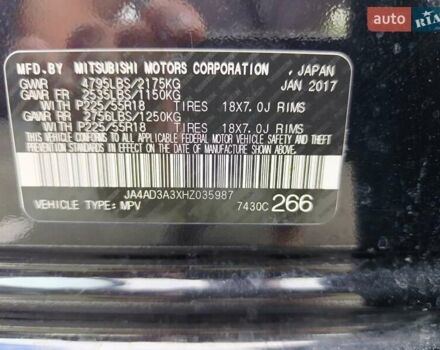 auto
RIA
MFD.BY MITSUBISHI MOTORS CORPORATION , JAPAN
GVWR 4795LBS/2175KG JAN 2017
GAWR FR 2535LBS/1150KG
WITH P225/55R18 TIRES 18X7.0J RIMS
GAWR RR 2756LBS/1250KG
WITH P225/55R18 TIRES 18X7.0J RIMS
THIS VEHICLE CONFORMS TO ALL APPLICABLE FEDERAL MOTOR VEHICLE
SAFETY, BUMPER AND THEFT PREVENTION STANDARDS IN EFFECT ON THE
DATE OF MANUFACTURE SHOWN ABOVE.
JA4AD3A3XHZ035987
VEHICLE TYPE: MPV 7430C 266